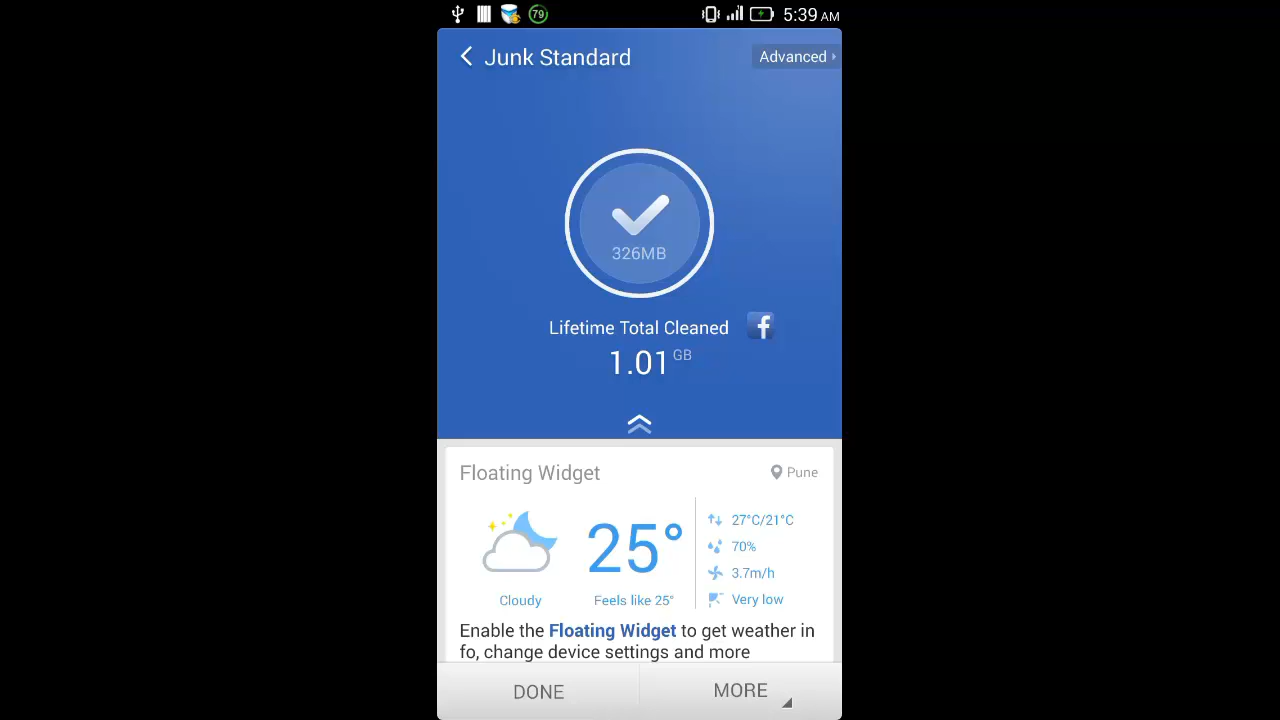 79
5:39 AM
Junk Standard
Advanced
326MB
Lifetime Total Cleaned
f
1.01 GB
Floating Widget
Pune
25°
Cloudy
Feels like 25°
27°C/21°C
70%
3.7m/h
Very low
Enable the Floating Widget to get weather in
fo, change device settings and more
DONE
MORE